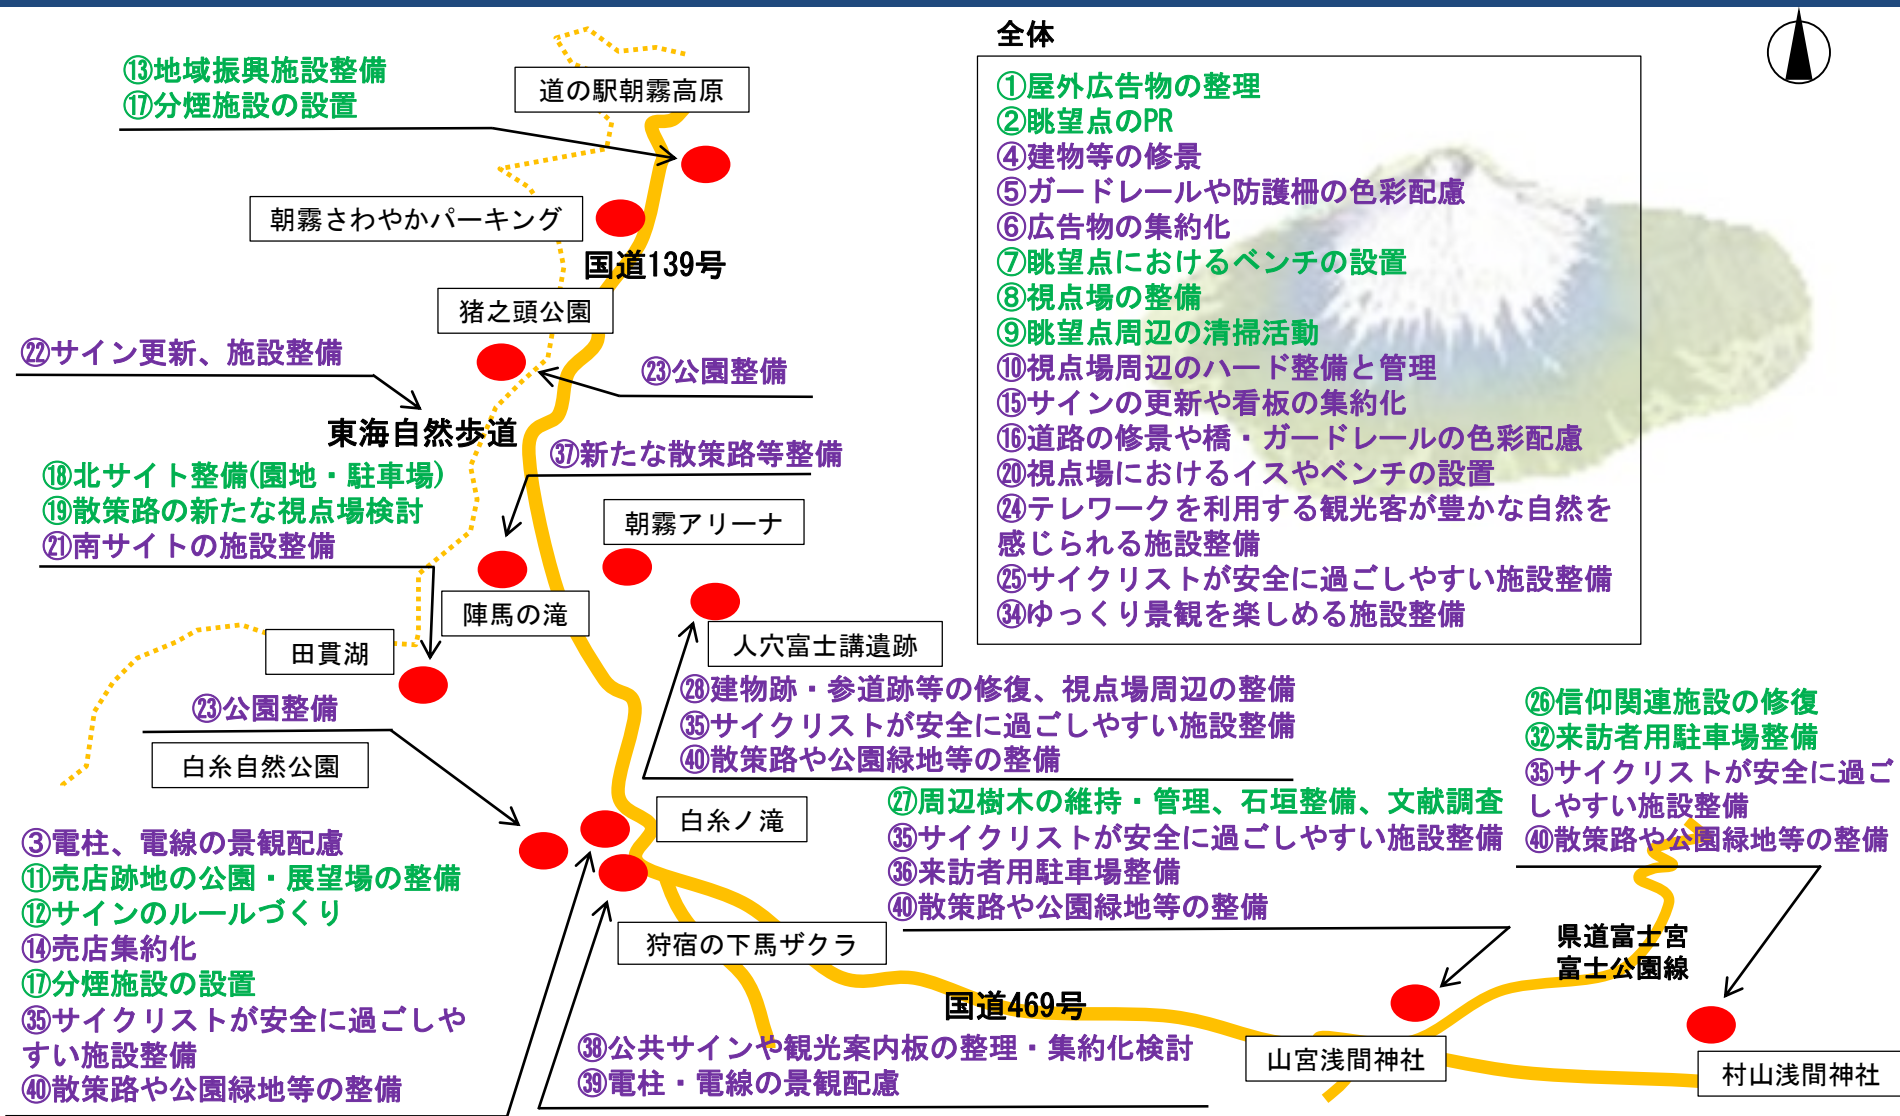 全体
①屋外広告物の整理
②眺望点のPR
④建物等の修景
⑤ガードレールや防護柵の色彩配慮
⑥広告物の集約化
⑦眺望点におけるベンチの設置
⑧視点場の整備
⑨眺望点周辺の清掃活動
⑩視点場周辺のハード整備と管理
⑮サインの更新や看板の集約化
⑯道路の修景や橋・ガードレールの色彩配慮
⑳視点場におけるイスやベンチの設置
㉔テレワークを利用する観光客が豊かな自然を
感じられる施設整備
㉕サイクリストが安全に過ごしやすい施設整備
㉞ゆっくり景観を楽しめる施設整備
⑬地域振興施設整備
⑰分煙施設の設置
道の駅朝霧高原
朝霧さわやかパーキング
国道139号
猪之頭公園
㉒サイン更新、施設整備
㉓公園整備
東海自然歩道
㊲新たな散策路等整備
⑱北サイト整備(園地・駐車場)
⑲散策路の新たな視点場検討
㉑南サイトの施設整備
朝霧アリーナ
陣馬の滝
田貫湖
人穴富士講遺跡
㉘建物跡・参道跡等の修復、視点場周辺の整備
㉟サイクリストが安全に過ごしやすい施設整備
㊵散策路や公園緑地等の整備
㉓公園整備
白糸自然公園
白糸ノ滝
③電柱、電線の景観配慮
⑪売店跡地の公園・展望場の整備
⑫サインのルールづくり
⑭売店集約化
⑰分煙施設の設置
㉟サイクリストが安全に過ごしや
すい施設整備
㊵散策路や公園緑地等の整備
狩宿の下馬ザクラ
㊳公共サインや観光案内板の整理・集約化検討
㊴電柱・電線の景観配慮
国道469号
㉗周辺樹木の維持・管理、石垣整備、文献調査
㉟サイクリストが安全に過ごしやすい施設整備
㊱来訪者用駐車場整備
㊵散策路や公園緑地等の整備
山宮浅間神社
㉖信仰関連施設の修復
㉜来訪者用駐車場整備
㉟サイクリストが安全に過ご
しやすい施設整備
㊵散策路や公園緑地等の整備
県道富士宮
富士公園線
村山浅間神社